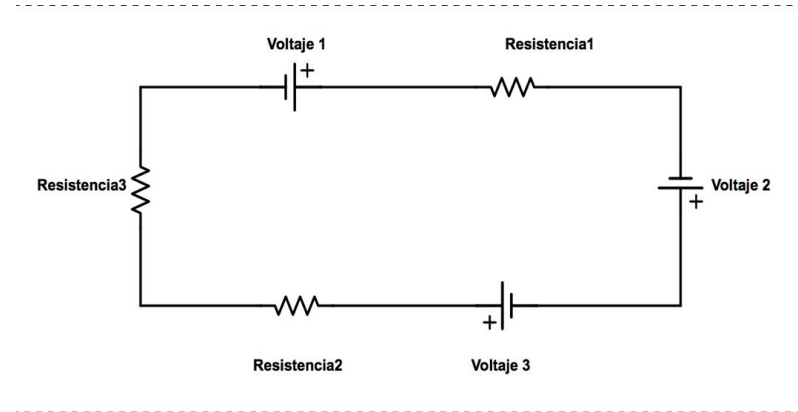 Voltaje 1
Resistencia1
+
Resistencia3
Voltaje 2
+
+
Resistencia2
Voltaje 3